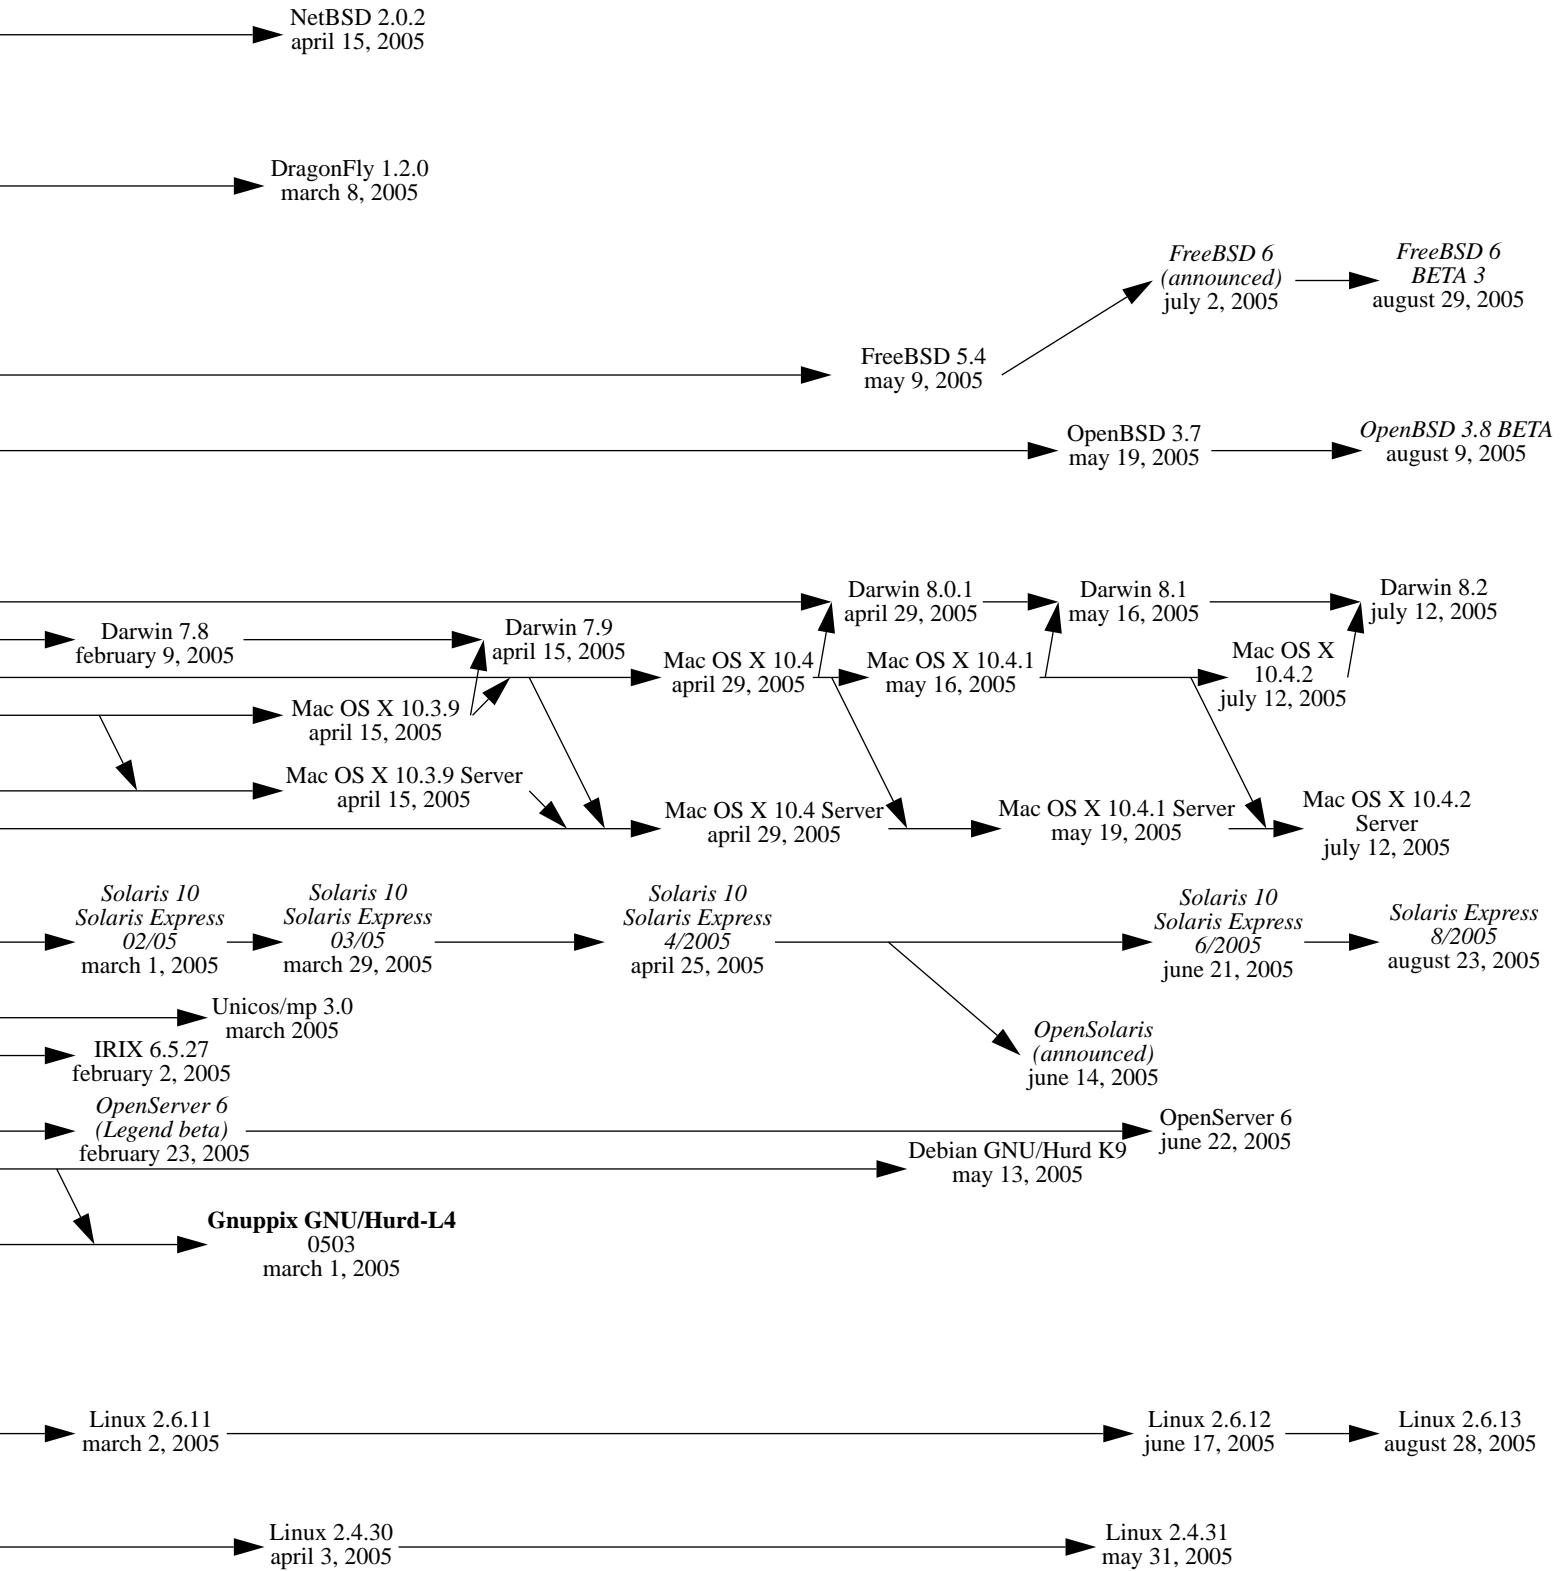 NetBSD 2.0.2
april 15, 2005
DragonFly 1.2.0
march 8, 2005
FreeBSD 6
(announced)
july 2, 2005
FreeBSD 6
BETA 3
august 29, 2005
FreeBSD 5.4
may 9, 2005
OpenBSD 3.7
may 19, 2005
OpenBSD 3.8 BETA
august 9, 2005
Darwin 8.0.1
april 29, 2005
Darwin 8.1
may 16, 2005
Darwin 8.2
july 12, 2005
Darwin 7.8
february 9, 2005
Darwin 7.9
april 15, 2005
Mac OS X 10.4
april 29, 2005
Mac OS X 10.4.1
may 16, 2005
Mac OS X
10.4.2
july 12, 2005
Mac OS X 10.3.9
april 15, 2005
Mac OS X 10.3.9 Server
april 15, 2005
Mac OS X 10.4 Server
april 29, 2005
Mac OS X 10.4.1 Server
may 19, 2005
Mac OS X 10.4.2
Server
july 12, 2005
Solaris 10
Solaris Express
02/05
march 1, 2005
Solaris 10
Solaris Express
03/05
march 29, 2005
Solaris 10
Solaris Express
4/2005
april 25, 2005
Solaris 10
Solaris Express
6/2005
june 21, 2005
Solaris Express
8/2005
august 23, 2005
Unicos/mp 3.0
march 2005
OpenSolaris
(announced)
june 14, 2005
IRIX 6.5.27
february 2, 2005
OpenServer 6
(Legend beta)
february 23, 2005
OpenServer 6
june 22, 2005
Debian GNU/Hurd K9
may 13, 2005
Gnuppix GNU/Hurd-L4
0503
march 1, 2005
Linux 2.6.11
march 2, 2005
Linux 2.6.12
june 17, 2005
Linux 2.6.13
august 28, 2005
Linux 2.4.30
april 3, 2005
Linux 2.4.31
may 31, 2005